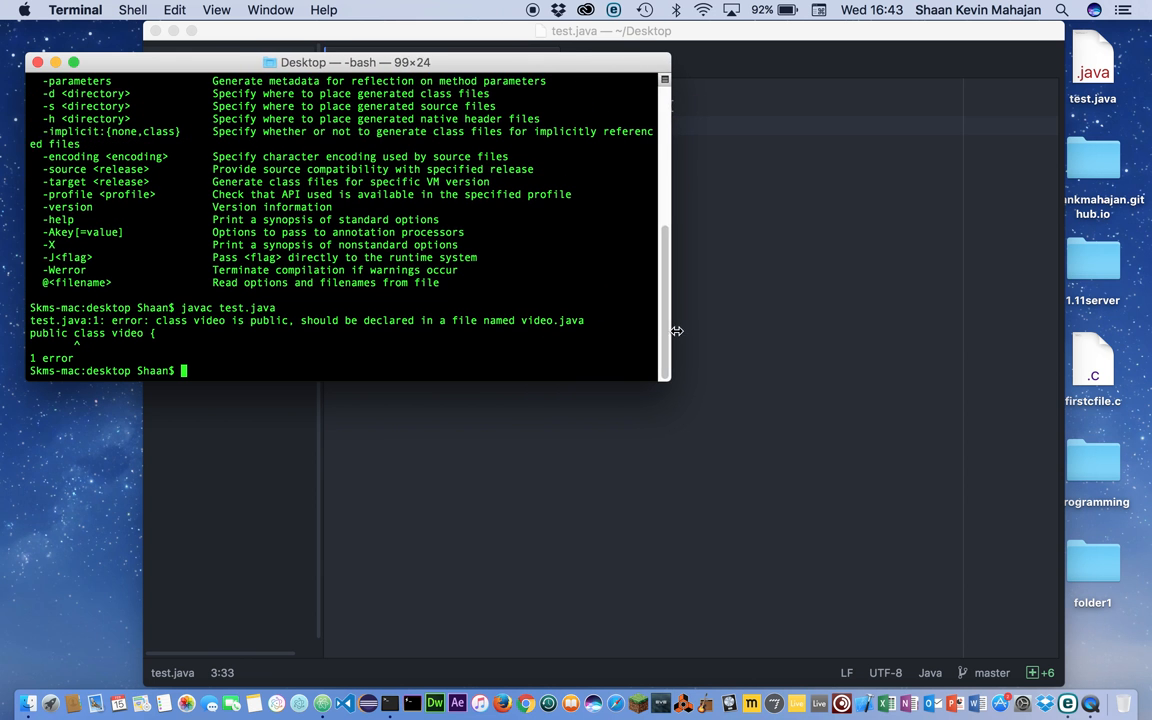 Terminal Shell Edit View Window Help 92% Wed 16:43 Shaan Kevin Mahajan
test.java — ~/Desktop
Desktop — -bash — 99×24
-parameters Generate metadata for reflection on method parameters
-d <directory> Specify where to place generated class files
-s <directory> Specify where to place generated source files
-h <directory> Specify where to place generated native header files
-implicit:{none,class} Specify whether or not to generate class files for implicitly referenc
ed files
-encoding <encoding> Specify character encoding used by source files
-source <release> Provide source compatibility with specified release
-target <release> Generate class files for specific VM version
-profile <profile> Check that API used is available in the specified profile
-version Version information
-help Print a synopsis of standard options
-Akey[=value] Options to pass to annotation processors
-X Print a synopsis of nonstandard options
-J<flag> Pass <flag> directly to the runtime system
-Werror Terminate compilation if warnings occur
@<filename> Read options and filenames from file
Skms-mac:desktop Shaan$ javac test.java
test.java:1: error: class video is public, should be declared in a file named video.java
public class video {
^
1 error
Skms-mac:desktop Shaan$
.java
test.java
ankmahajan.git
hub.io
1.11server
.c
firstcfile.c
rogramming
folder1
test.java 3:33 LF UTF-8 Java master +6
15 Dw Ae Live Live